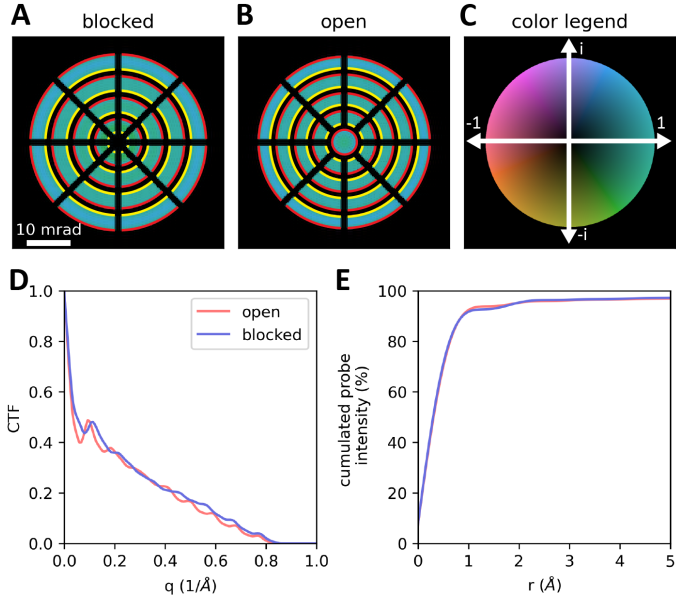 A blocked
B open
C color legend
i
-1
1
-i
10 mrad
D
1.0
0.8
0.6
0.4
0.2
0.0
CTF
open
blocked
0.0 0.2 0.4 0.6 0.8 1.0
q (1/Å)
E
100
80
60
40
20
0
cumulated probe
intensity (%)
0 1 2 3 4 5
r (Å)